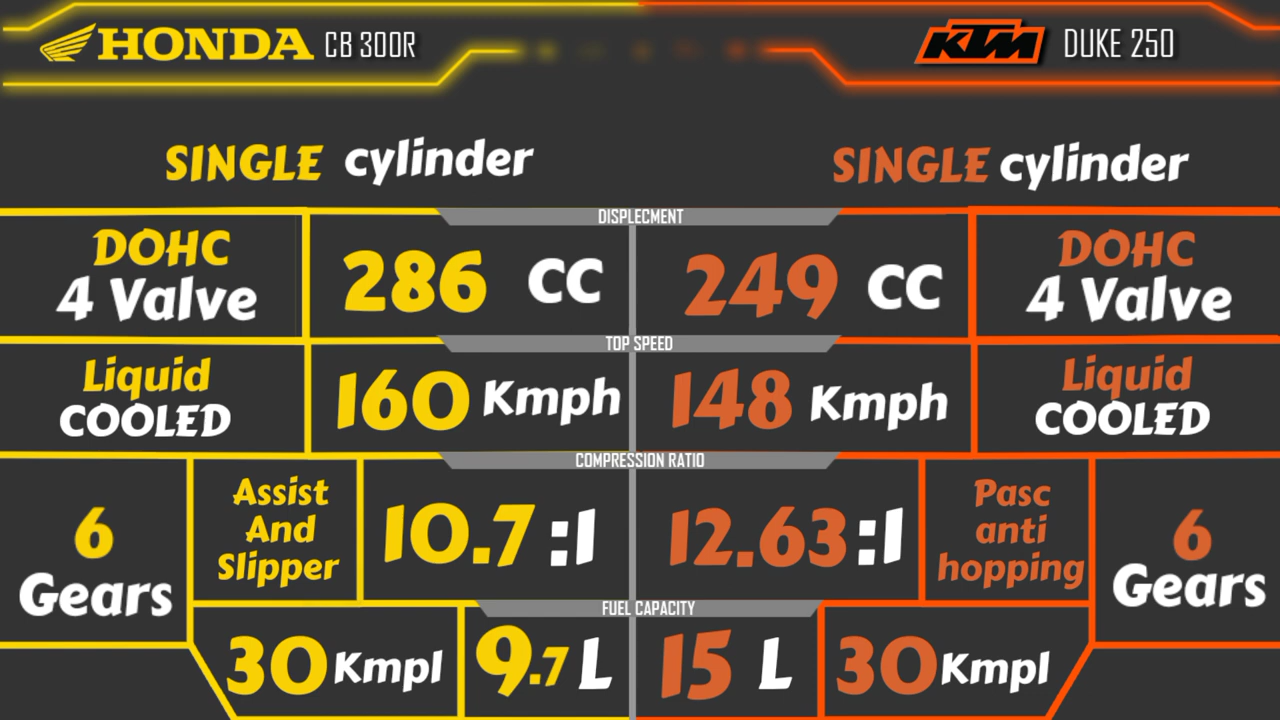 HONDA CB 300R
KTM DUKE 250
SINGLE cylinder
SINGLE cylinder
DISPLECMENT
DOHC
4 Valve
286 CC
249 CC
DOHC
4 Valve
TOP SPEED
Liquid
COOLED
160 Kmph
148 Kmph
Liquid
COOLED
COMPRESSION RATIO
6
Gears
Assist
And
Slipper
10.7 :1
12.63:1
Pasc
anti
hopping
6
Gears
FUEL CAPACITY
30 Kmpl
9.7 L
15 L
30 Kmpl